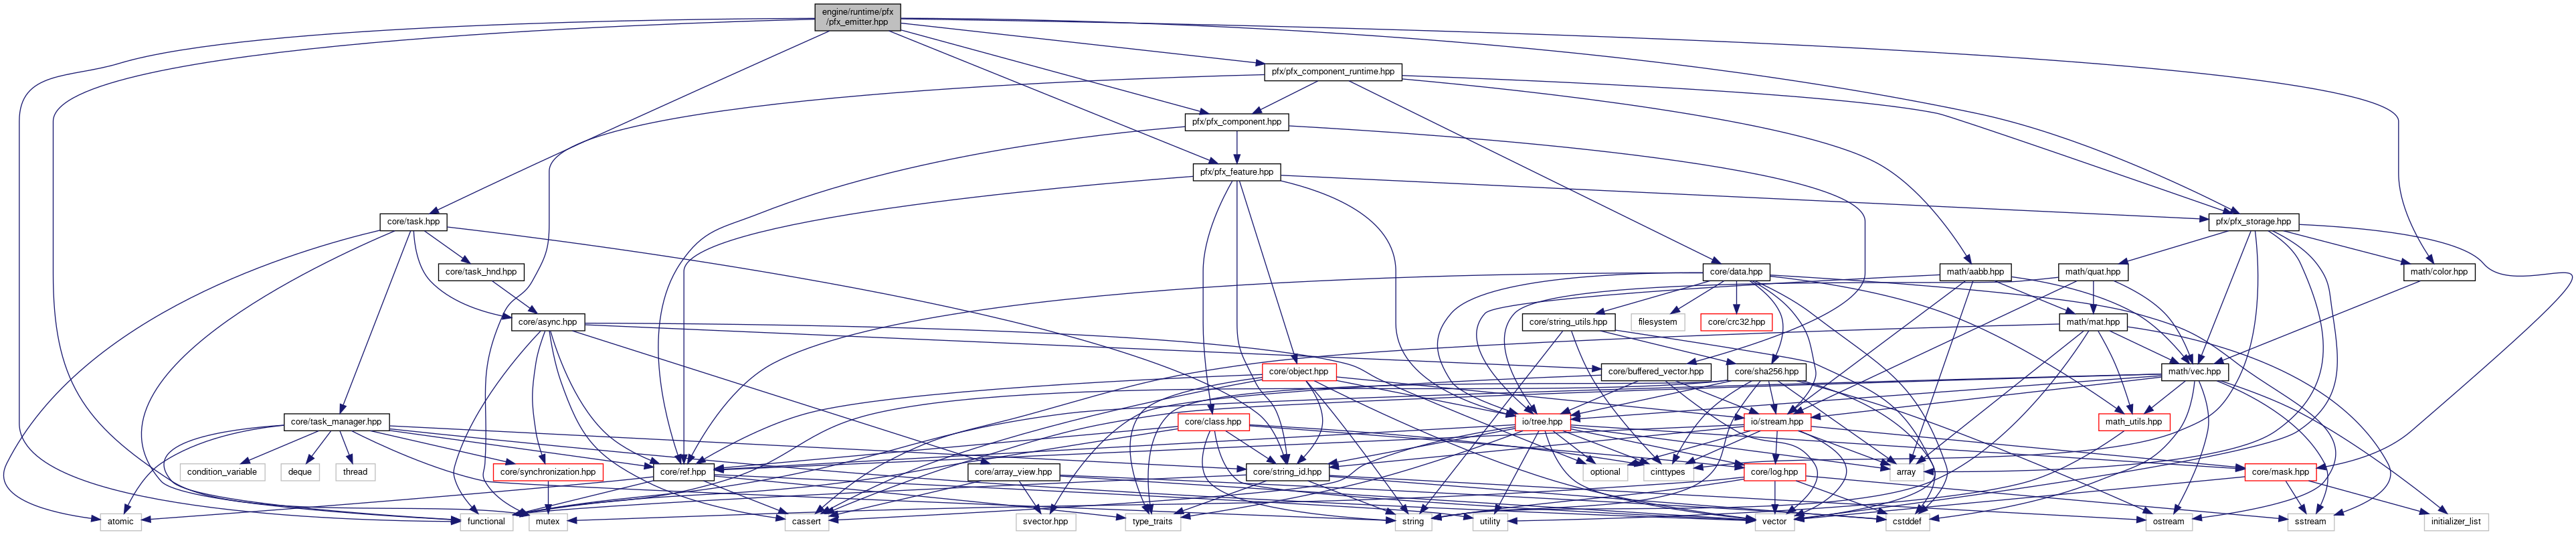 engine/runtime/pfx
/pfx_emitter.hpp
pfx/pfx_component_runtime.hpp
pfx/pfx_component.hpp
pfx/pfx_feature.hpp
core/task.hpp
pfx/pfx_storage.hpp
core/task_hnd.hpp
core/data.hpp
math/aabb.hpp
math/quat.hpp
math/color.hpp
core/async.hpp
core/string_utils.hpp
filesystem
core/crc32.hpp
math/mat.hpp
core/object.hpp
core/buffered_vector.hpp
core/sha256.hpp
math/vec.hpp
core/task_manager.hpp
core/class.hpp
io/tree.hpp
io/stream.hpp
math_utils.hpp
condition_variable
deque
thread
core/synchronization.hpp
core/ref.hpp
core/array_view.hpp
core/string_id.hpp
optional
cinttypes
core/log.hpp
array
core/mask.hpp
atomic
functional
mutex
cassert
svector.hpp
type_traits
string
utility
vector
cstddef
ostream
sstream
initializer_list